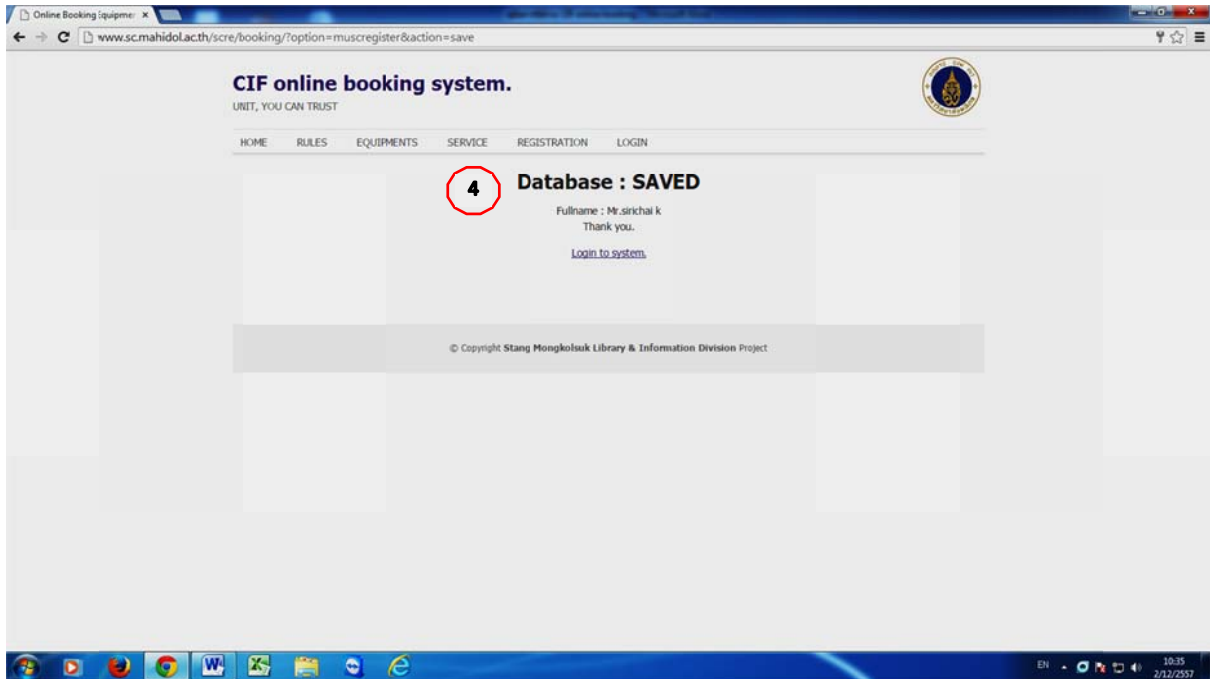 Online Booking Equipme
www.sc.mahidol.ac.th/scre/booking/?option=muscregister&action=save
CIF online booking system.
UNIT, YOU CAN TRUST
HOME RULES EQUIPMENTS SERVICE REGISTRATION LOGIN
4
Database : SAVED
Fullname : Mr.sirichai k
Thank you.
Login to system.
© Copyright Stang Mongkolsuk Library & Information Division Project
EN
10:35
2/12/2557